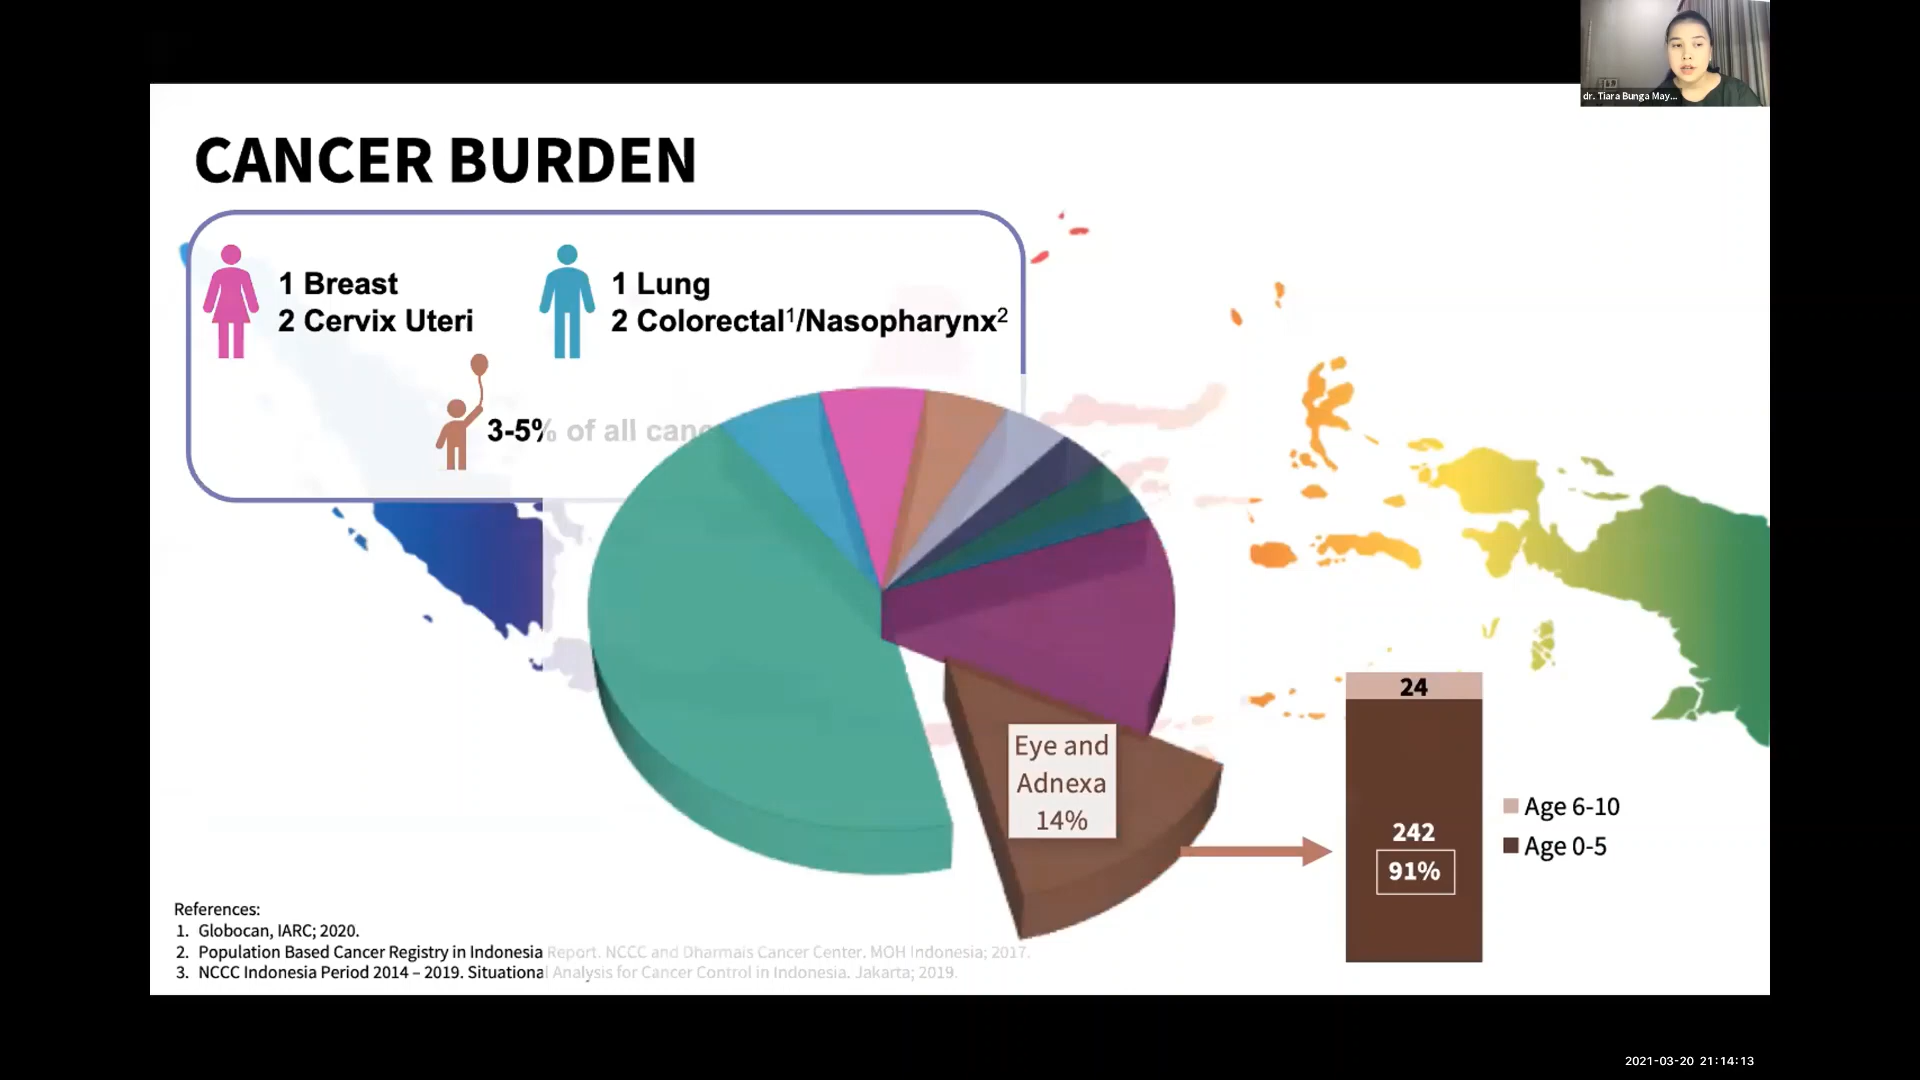 dr. Tiara Bunga May...
CANCER BURDEN
1 Breast
2 Cervix Uteri
1 Lung
2 Colorectal¹/Nasopharynx²
3-5% of all canc
Eye and
Adnexa
14%
24
242
91%
Age 6-10
Age 0-5
References:
1. Globocan, IARC; 2020.
2. Population Based Cancer Registry in Indonesia Report. NCCC and Dharmais Cancer Center. MOH Indonesia; 2017.
3. NCCC Indonesia Period 2014 – 2019. Situational Analysis for Cancer Control in Indonesia. Jakarta; 2019.
2021-03-20 21:14:13